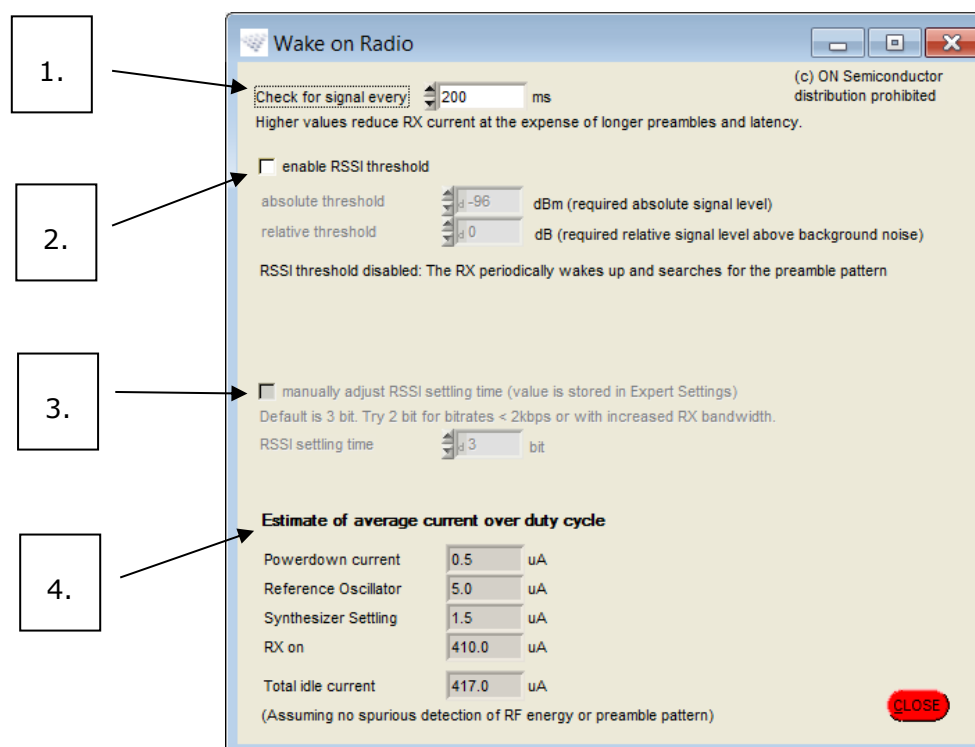 Wake on Radio
(c) ON Semiconductor
distribution prohibited
1.
Check for signal every 200 ms
Higher values reduce RX current at the expense of longer preambles and latency.
2.
enable RSSI threshold
absolute threshold d -96 dBm (required absolute signal level)
relative threshold d 0 dB (required relative signal level above background noise)
RSSI threshold disabled: The RX periodically wakes up and searches for the preamble pattern
3.
manually adjust RSSI settling time (value is stored in Expert Settings)
Default is 3 bit. Try 2 bit for bitrates < 2kbps or with increased RX bandwidth.
RSSI settling time d 3 bit
4.
Estimate of average current over duty cycle
Powerdown current 0.5 uA
Reference Oscillator 5.0 uA
Synthesizer Settling 1.5 uA
RX on 410.0 uA
Total idle current 417.0 uA
(Assuming no spurious detection of RF energy or preamble pattern)
CLOSE